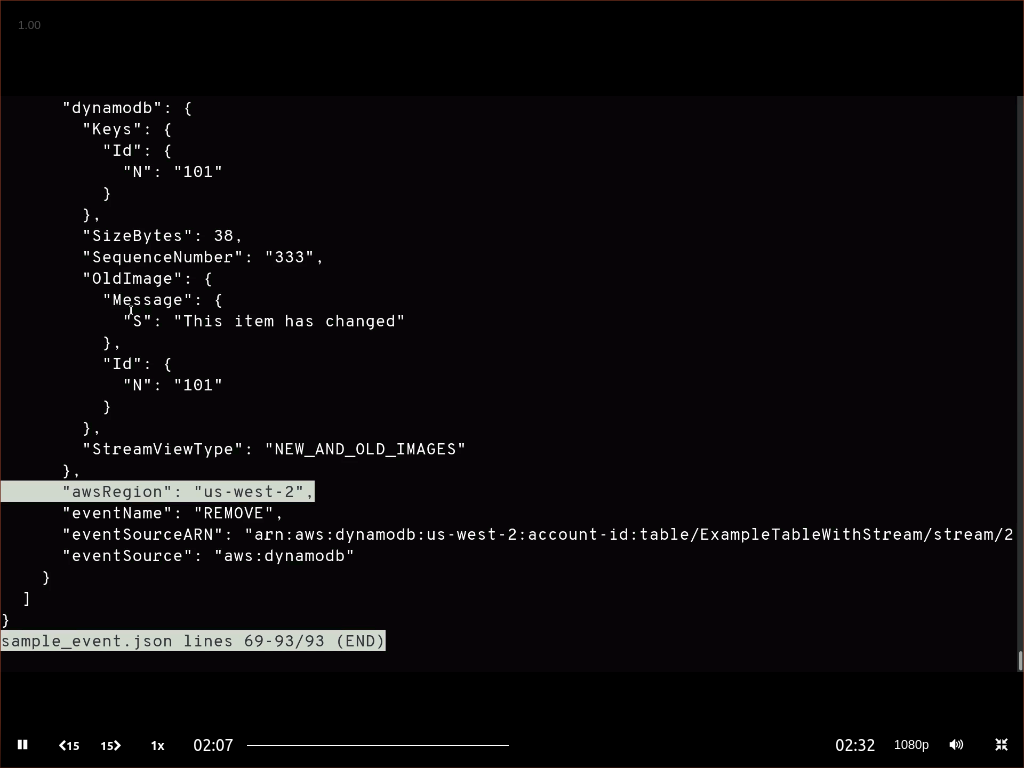 1.00
"dynamodb": {
"Keys": {
"Id": {
"N": "101"
}
},
"SizeBytes": 38,
"SequenceNumber": "333",
"OldImage": {
"Message": {
"S": "This item has changed"
},
"Id": {
"N": "101"
}
},
"StreamViewType": "NEW_AND_OLD_IMAGES"
},
"awsRegion": "us-west-2",
"eventName": "REMOVE",
"eventSourceARN": "arn:aws:dynamodb:us-west-2:account-id:table/ExampleTableWithStream/stream/2
"eventSource": "aws:dynamodb"
}
]
}
sample_event.json lines 69-93/93 (END)
15 15 1x 02:07 02:32 1080p